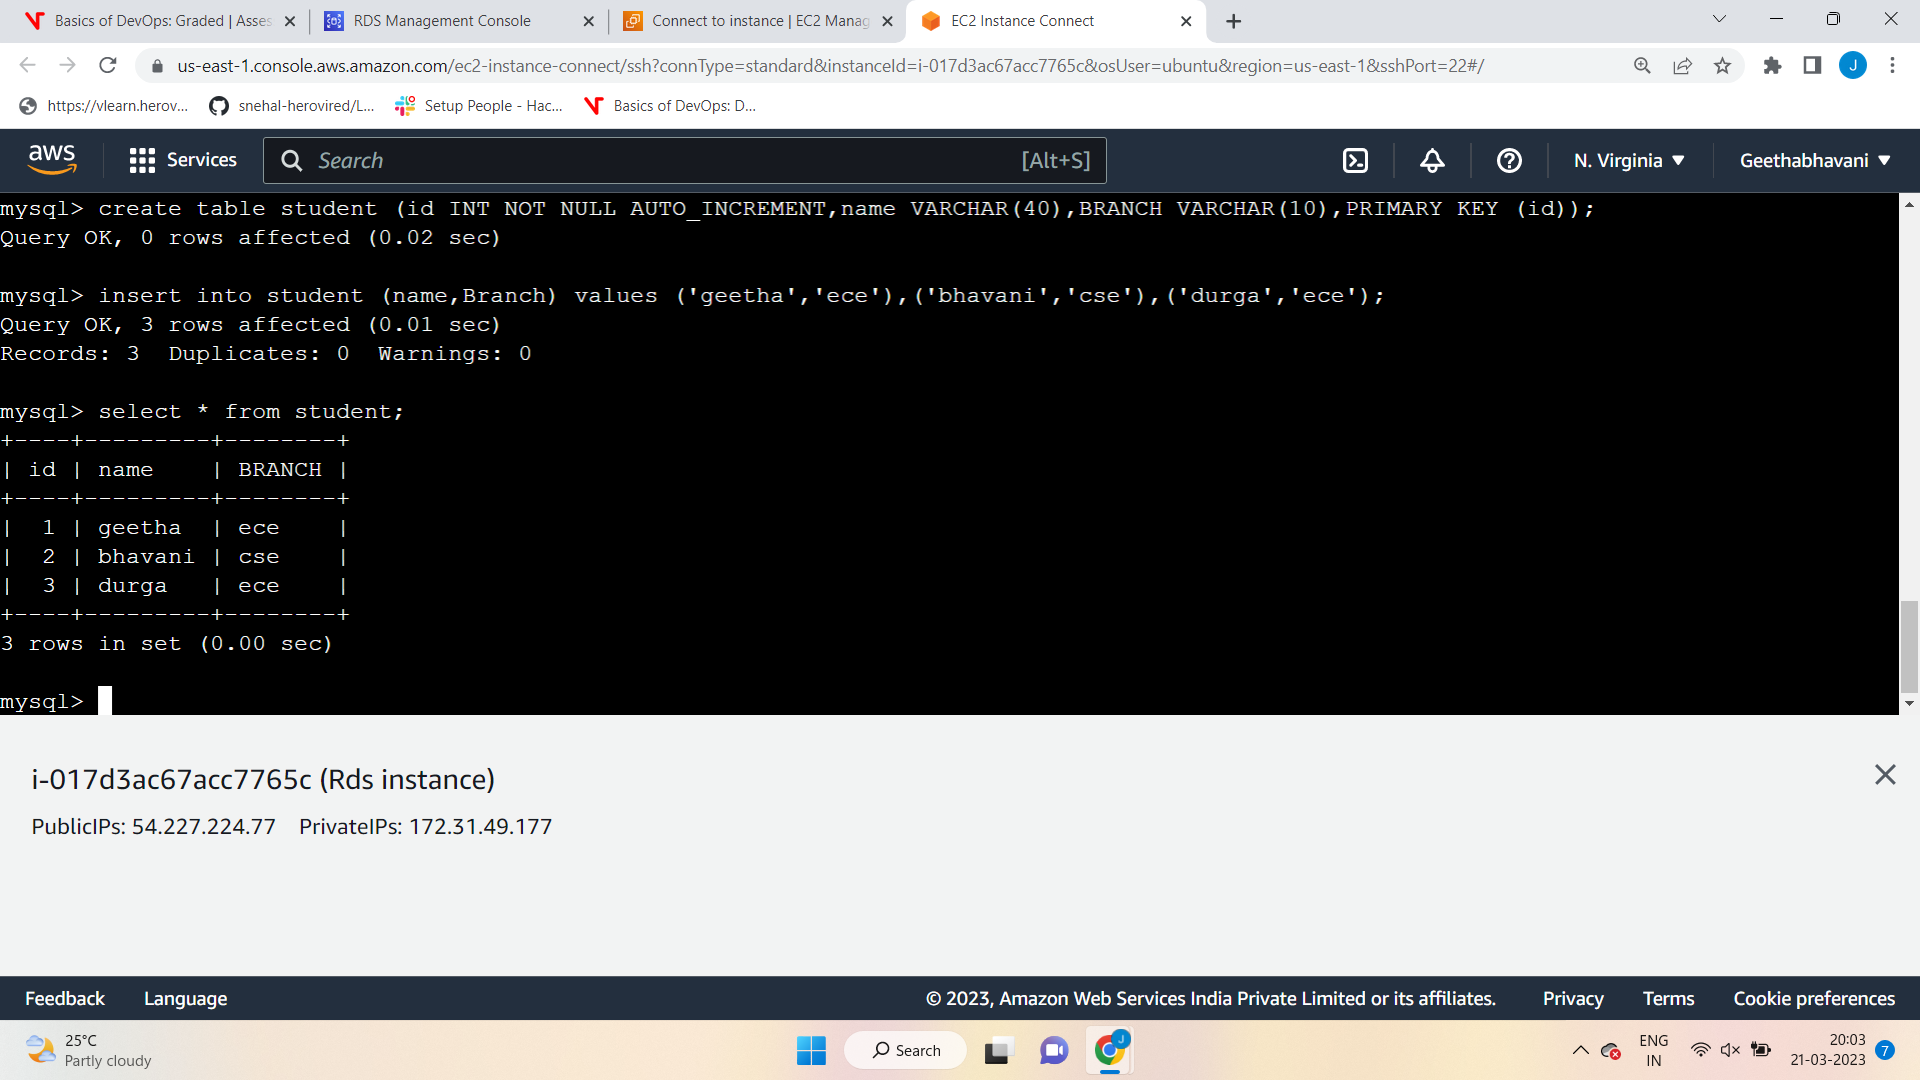 Basics of DevOps: Graded | Asses
RDS Management Console
Connect to instance | EC2 Manag
EC2 Instance Connect
us-east-1.console.aws.amazon.com/ec2-instance-connect/ssh?connType=standard&instanceId=i-017d3ac67acc7765c&osUser=ubuntu&region=us-east-1&sshPort=22#/
J
https://vlearn.herov...
snehal-herovired/L...
Setup People - Hac...
Basics of DevOps: D...
aws
Services
Search
[Alt+S]
N. Virginia
Geethabhavani
mysql> create table student (id INT NOT NULL AUTO_INCREMENT,name VARCHAR(40),BRANCH VARCHAR(10),PRIMARY KEY (id));
Query OK, 0 rows affected (0.02 sec)
mysql> insert into student (name,Branch) values ('geetha','ece'),('bhavani','cse'),('durga','ece');
Query OK, 3 rows affected (0.01 sec)
Records: 3  Duplicates: 0  Warnings: 0
mysql> select * from student;
+----+---------+--------+
| id | name    | BRANCH |
+----+---------+--------+
|  1 | geetha  | ece    |
|  2 | bhavani | cse    |
|  3 | durga   | ece    |
+----+---------+--------+
3 rows in set (0.00 sec)
mysql>
i-017d3ac67acc7765c (Rds instance)
PublicIPs: 54.227.224.77    PrivateIPs: 172.31.49.177
Feedback
Language
© 2023, Amazon Web Services India Private Limited or its affiliates.
Privacy
Terms
Cookie preferences
25°C
Partly cloudy
Search
J
ENG
IN
20:03
21-03-2023
7